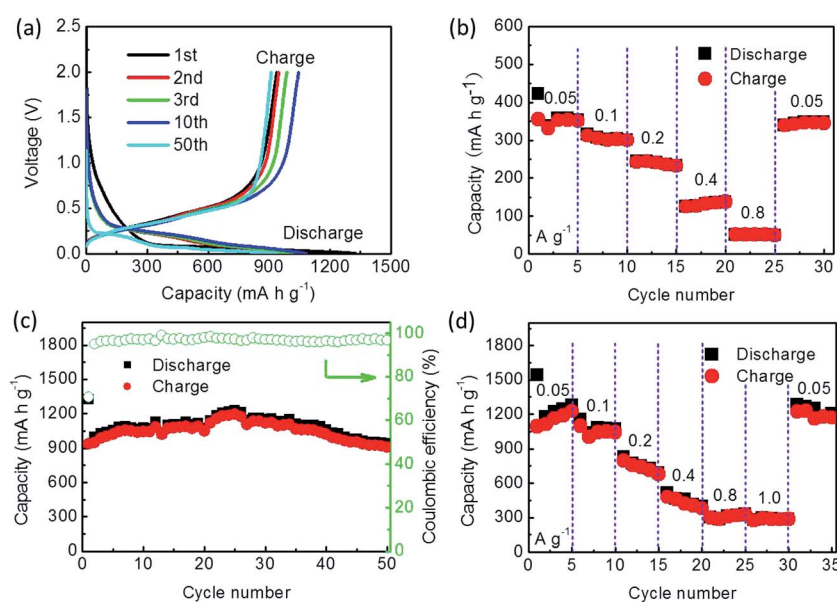 (a)
2.5
2.0
1.5
1.0
0.5
0.0
Voltage (V)
1st
2nd
3rd
10th
50th
Charge
Discharge
0 300 600 900 1200 1500
Capacity (mA h g⁻¹)
(b)
600
500
400
300
200
100
0
Capacity (mA h g⁻¹)
Discharge
Charge
0.05
0.1
0.2
0.4
0.8
0.05
A g⁻¹
0 5 10 15 20 25 30
Cycle number
(c)
1800
1500
1200
900
600
300
0
Capacity (mA h g⁻¹)
Discharge
Charge
100
80
60
40
20
0
Coulombic efficiency (%)
0 10 20 30 40 50
Cycle number
(d)
1800
1500
1200
900
600
300
0
Capacity (mA h g⁻¹)
Discharge
Charge
0.05
0.1
0.2
0.4
0.8
1.0
0.05
A g⁻¹
0 5 10 15 20 25 30 35
Cycle number